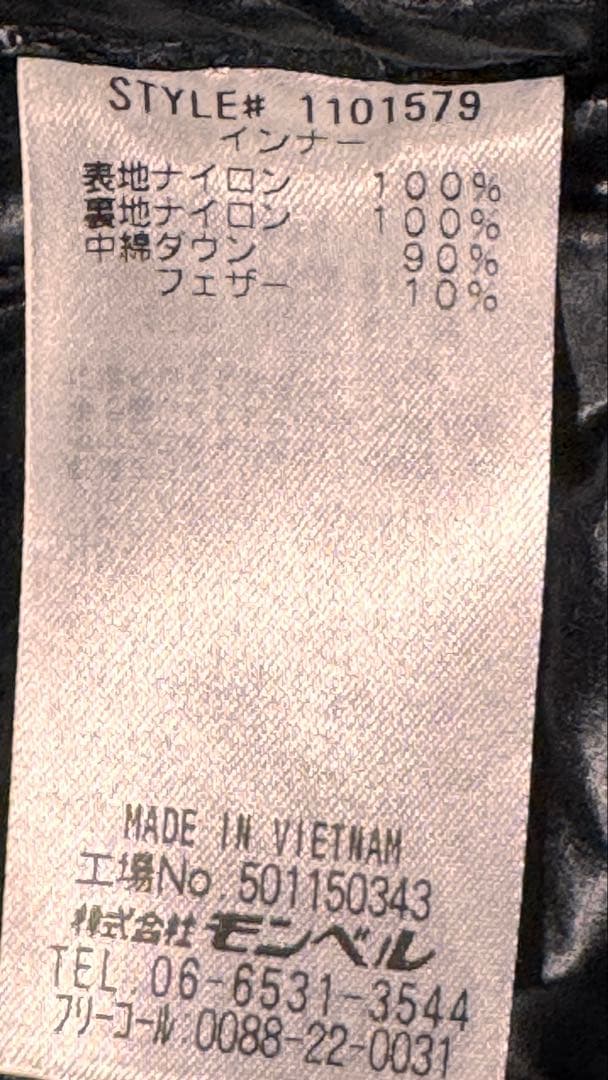 STYLE# 1101579
インナー
表地ナイロン 100%
裏地ナイロン 100%
中綿ダウン 90%
フェザー 10%
MADE IN VIETNAM
工場No.501150343
株式会社モンベル
TEL.06-6531-3544
フリーコール:0088-22-0031